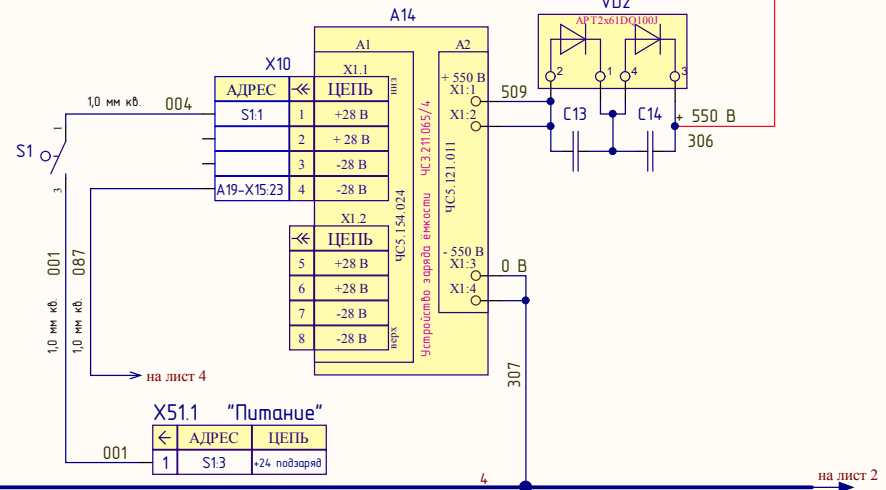 VD2
APT2x61DQ100J
2
1
4
3
A14
A1
A2
X10
X1.1
низ
АДРЕС
ЦЕПЬ
S1:1
1
+28 В
2
+ 28 В
3
-28 В
A19-X15:23
4
-28 В
X1.2
ЦЕПЬ
5
+28 В
6
+28 В
7
-28 В
8
-28 В
верх
ЧС5.154.024
Устройство заряда ёмкости ЧС3.211.065/4
ЧС5.121.011
+ 550 В
X1:1
X1:2
- 550 В
X1:3
X1:4
509
0 В
307
C13
C14
+ 550 В
306
1,0 мм кв.
004
S1
1
3
001
087
1,0 мм кв.
1,0 мм кв.
на лист 4
X51.1 "Питание"
АДРЕС
ЦЕПЬ
001
1
S1:3
+24 подзаряд
4
на лист 2